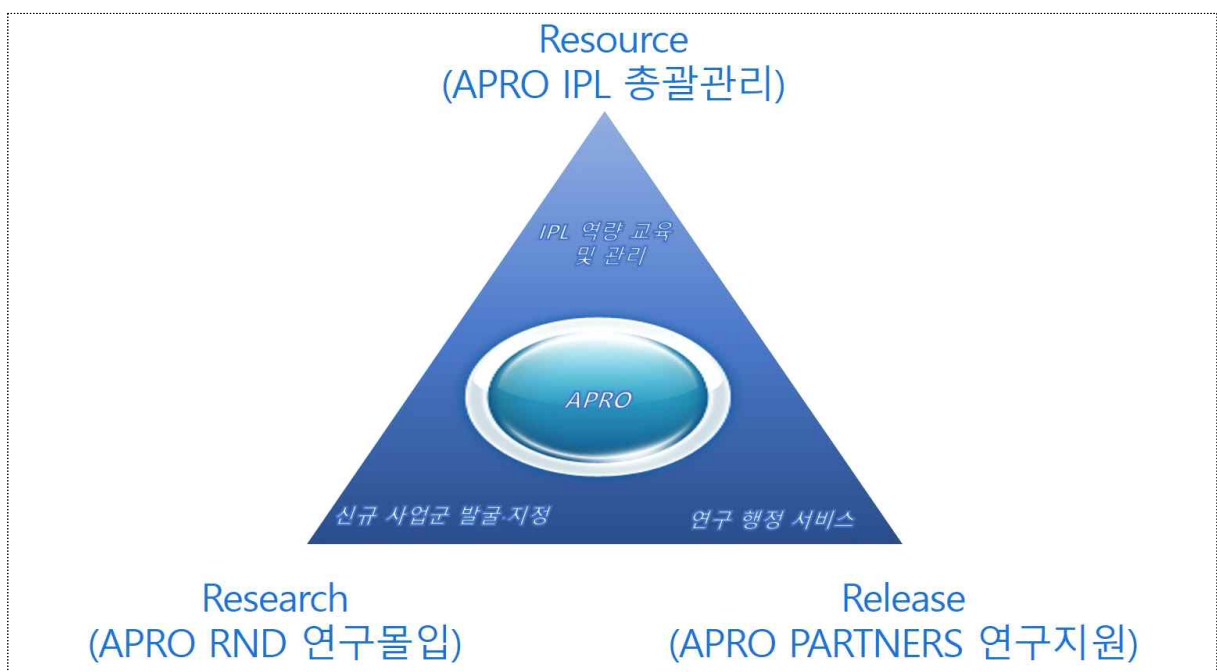 Resource
(APRO IPL 총괄관리)
IPL 역량 교육
및 관리
APRO
신규 사업군 발굴·지정
연구 행정 서비스
Research
(APRO RND 연구몰입)
Release
(APRO PARTNERS 연구지원)